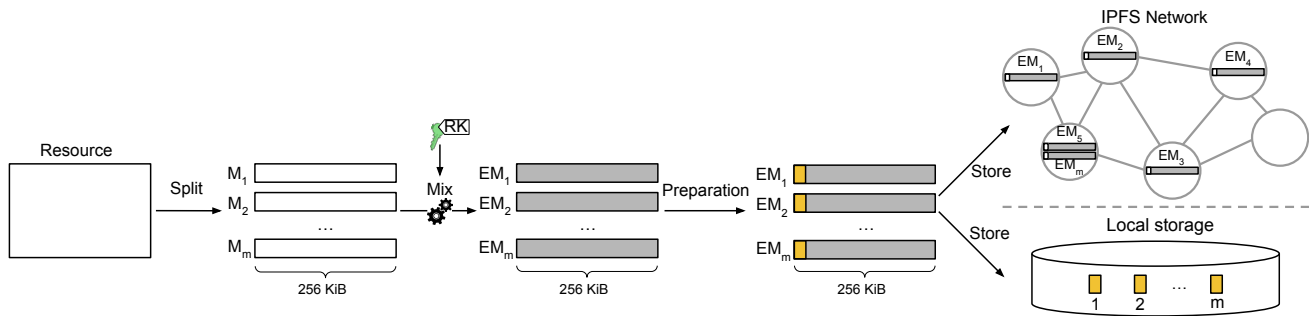 Resource
Split
M1
M2
...
Mm
256 KiB
RK
Mix
EM1
EM2
...
EMm
256 KiB
Preparation
EM1
EM2
...
EMm
256 KiB
Store
Store
IPFS Network
EM1
EM2
EM4
EM5
EMm
EM3
Local storage
1 2 ... m